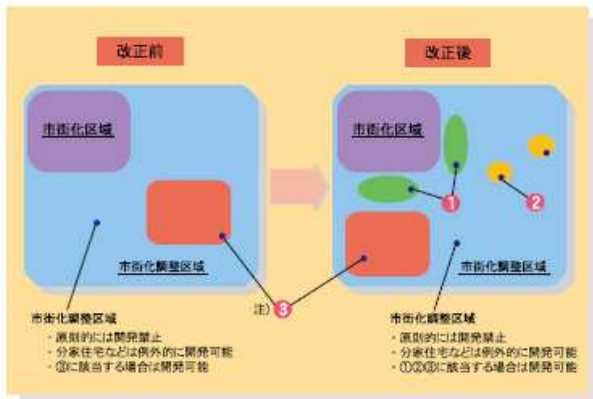 改正前
市街化区域
市街化調整区域
市街化調整区域
・原則的には開発禁止
・分家住宅などは例外的に開発可能
・③に該当する場合は開発可能
注)③
改正後
市街化区域
①
②
市街化調整区域
市街化調整区域
・原則的には開発禁止
・分家住宅などは例外的に開発可能
・①②③に該当する場合は開発可能